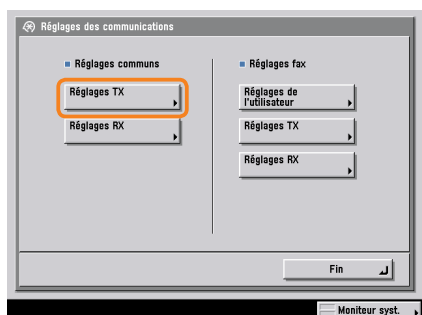 Réglages des communications
Réglages communs
Réglages TX
Réglages RX
Réglages fax
Réglages de
l'utilisateur
Réglages TX
Réglages RX
Fin
Moniteur syst.